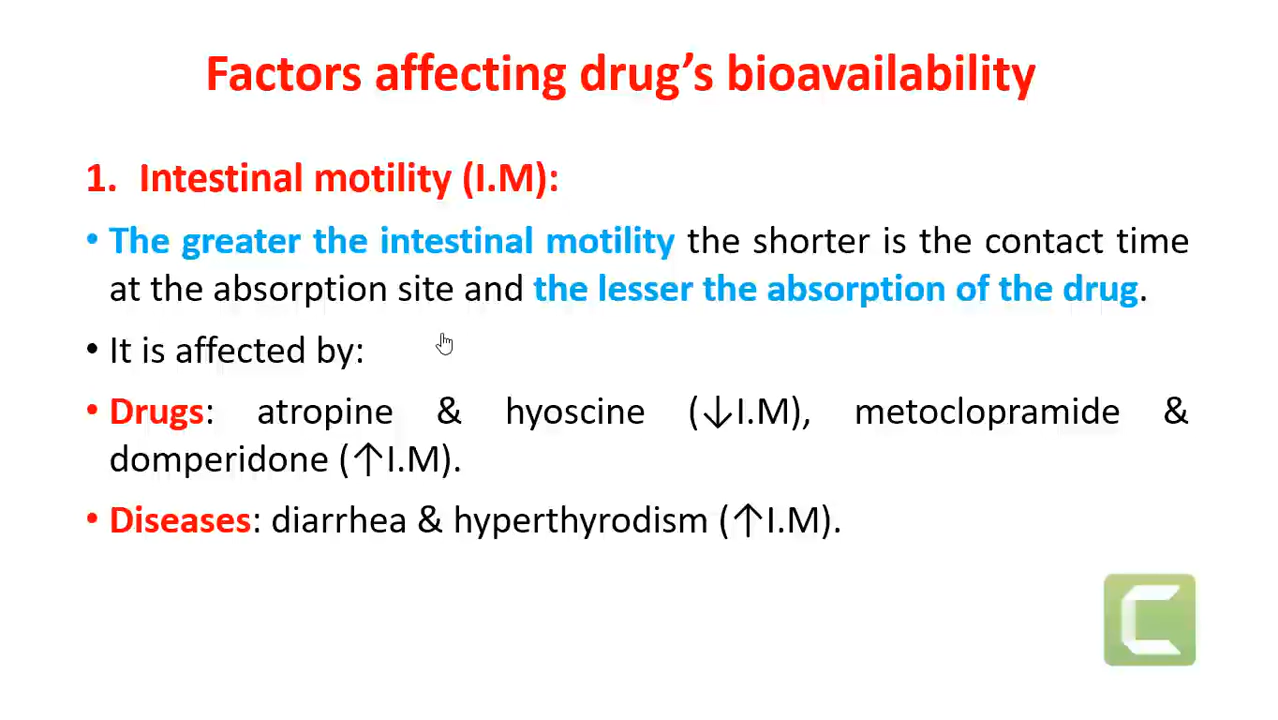 Factors affecting drug’s bioavailability
1. Intestinal motility (I.M):
• The greater the intestinal motility the shorter is the contact time
at the absorption site and the lesser the absorption of the drug.
• It is affected by:
• Drugs: atropine & hyoscine (↓I.M), metoclopramide &
domperidone (↑I.M).
• Diseases: diarrhea & hyperthyrodism (↑I.M).
C